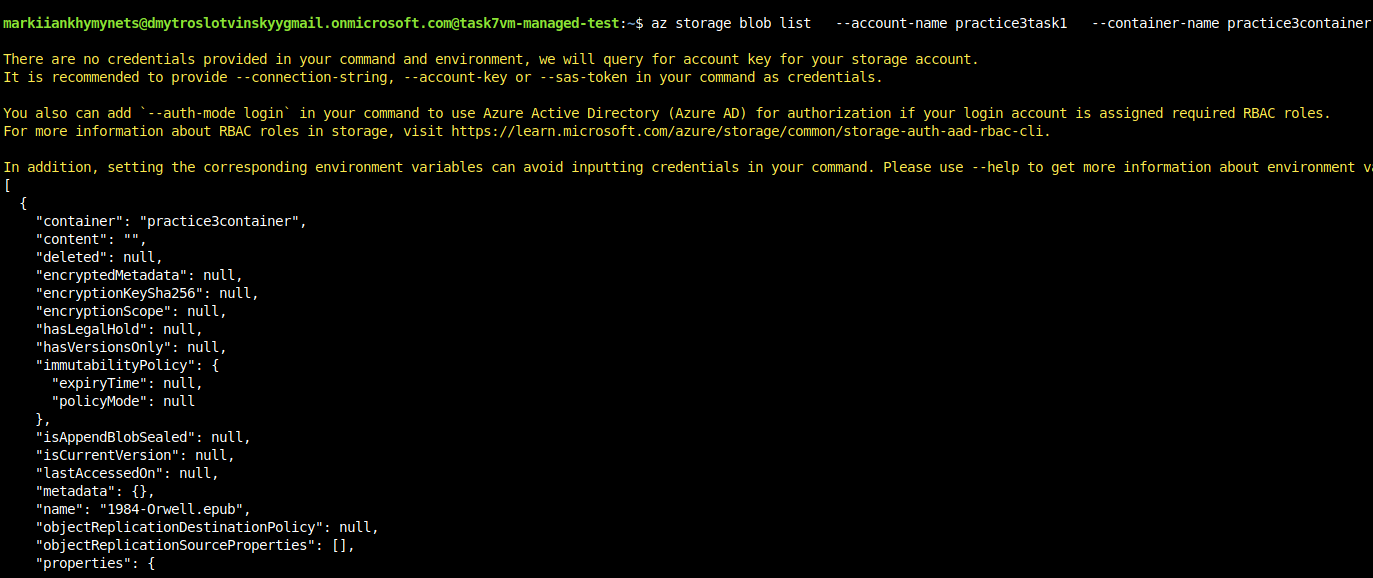 markiiankhymynets@dmytroslotvinskyygmail.onmicrosoft.com@task7vm-managed-test:~$ az storage blob list   --account-name practice3task1   --container-name practice3container
There are no credentials provided in your command and environment, we will query for account key for your storage account.
It is recommended to provide --connection-string, --account-key or --sas-token in your command as credentials.
You also can add `--auth-mode login` in your command to use Azure Active Directory (Azure AD) for authorization if your login account is assigned required RBAC roles.
For more information about RBAC roles in storage, visit https://learn.microsoft.com/azure/storage/common/storage-auth-aad-rbac-cli.
In addition, setting the corresponding environment variables can avoid inputting credentials in your command. Please use --help to get more information about environment va
[
  {
    "container": "practice3container",
    "content": "",
    "deleted": null,
    "encryptedMetadata": null,
    "encryptionKeySha256": null,
    "encryptionScope": null,
    "hasLegalHold": null,
    "hasVersionsOnly": null,
    "immutabilityPolicy": {
      "expiryTime": null,
      "policyMode": null
    },
    "isAppendBlobSealed": null,
    "isCurrentVersion": null,
    "lastAccessedOn": null,
    "metadata": {},
    "name": "1984-Orwell.epub",
    "objectReplicationDestinationPolicy": null,
    "objectReplicationSourceProperties": [],
    "properties": {